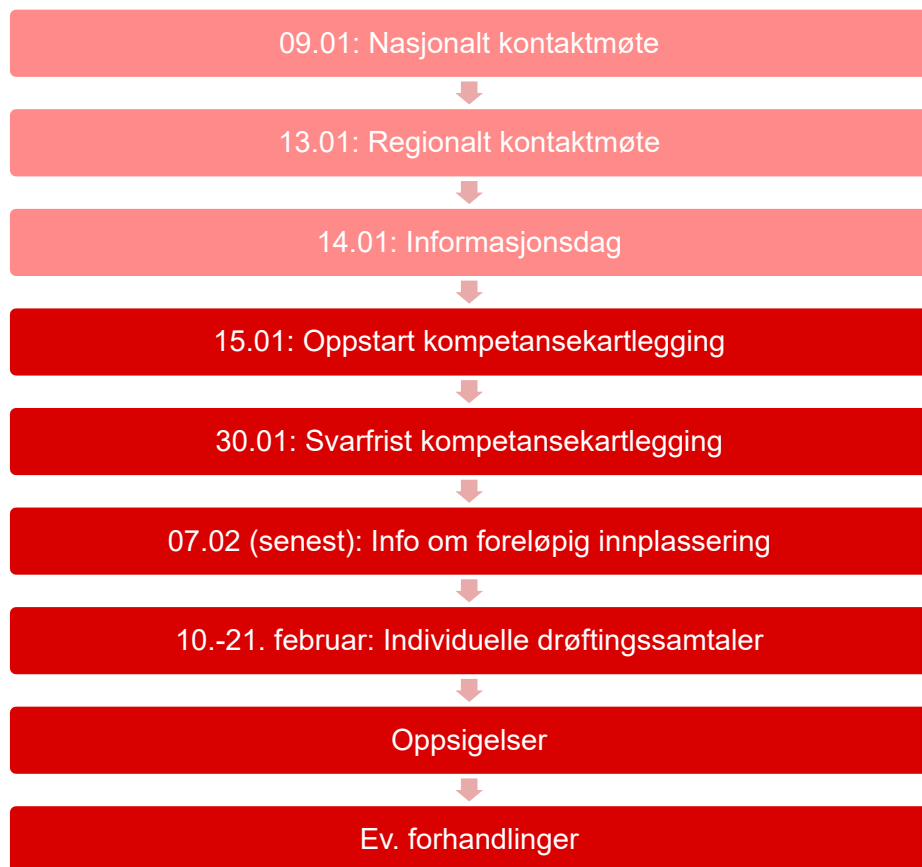 09.01: Nasjonalt kontaktmøte
13.01: Regionalt kontaktmøte
14.01: Informasjonsdag
15.01: Oppstart kompetansekartlegging
30.01: Svarfrist kompetansekartlegging
07.02 (senest): Info om foreløpig innplassering
10.-21. februar: Individuelle drøftingssamtaler
Oppsigelser
Ev. forhandlinger